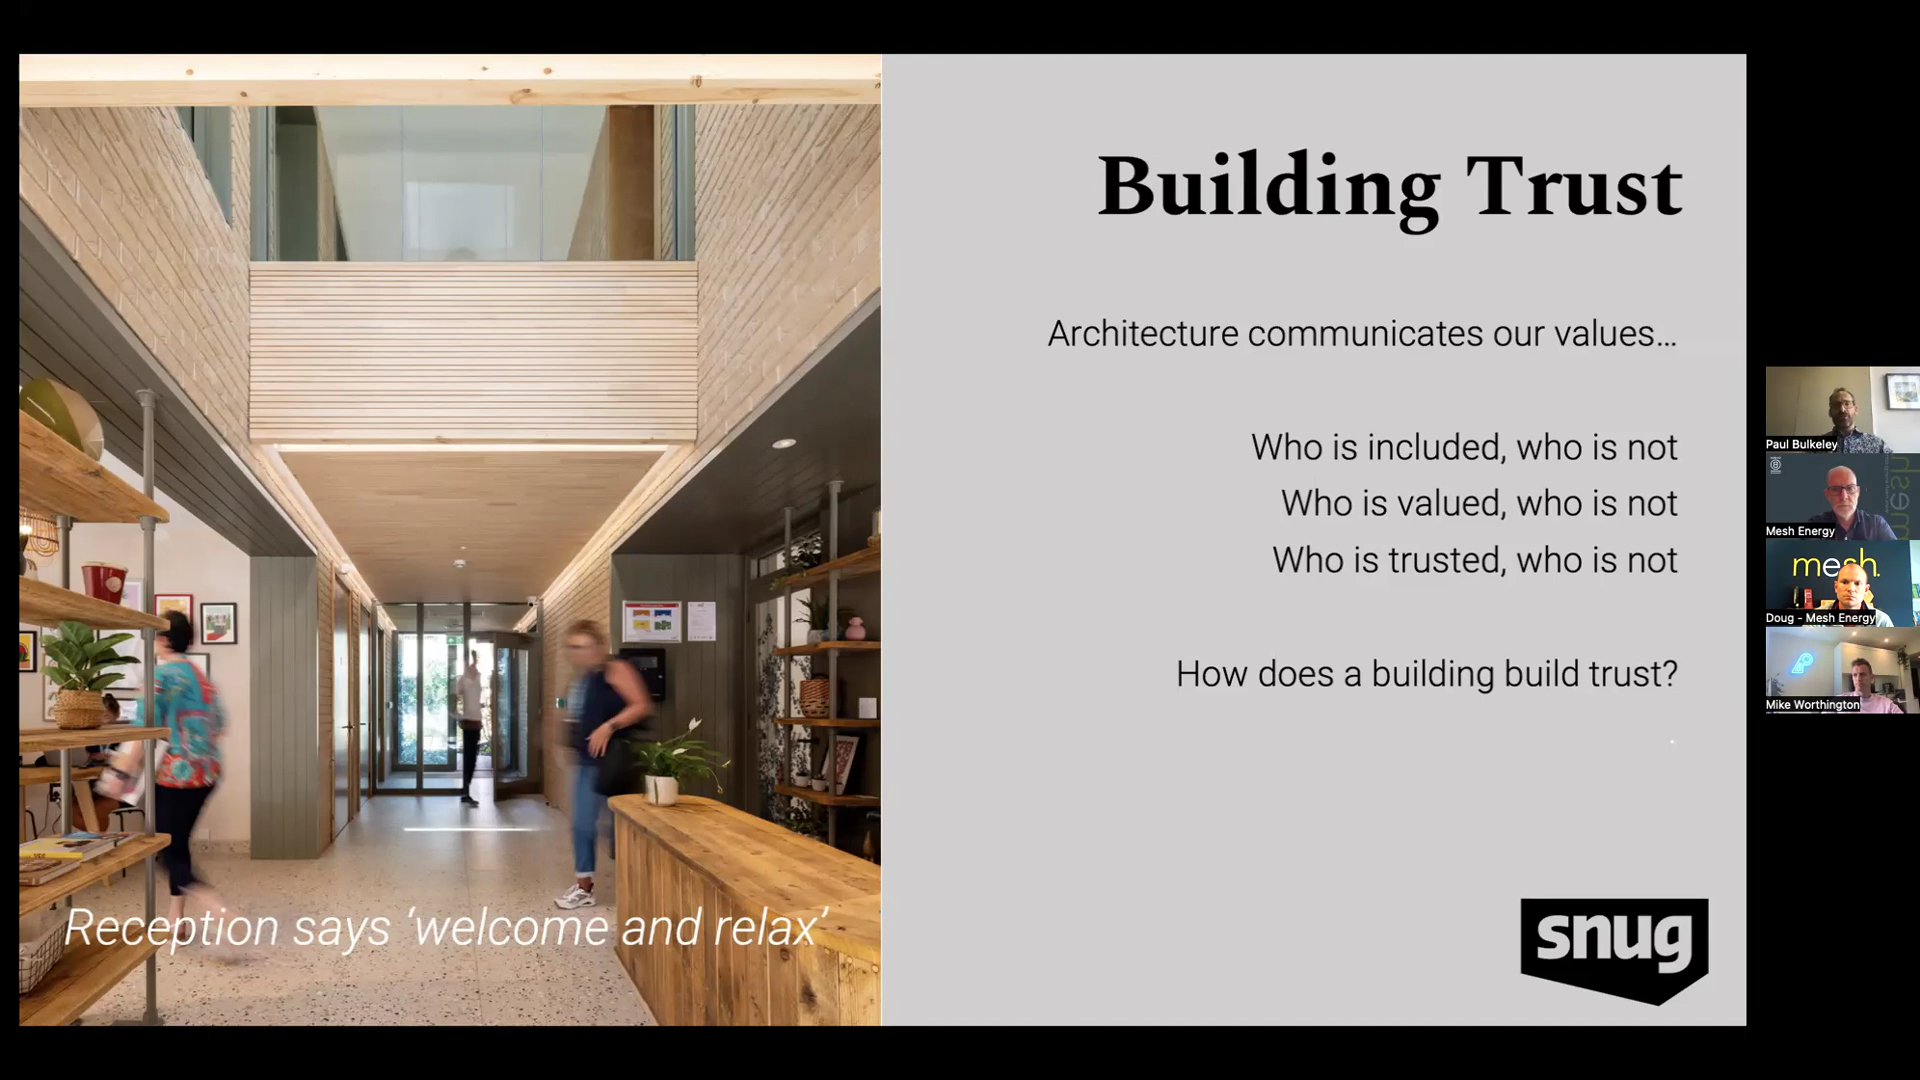 Building Trust
Architecture communicates our values…
Who is included, who is not
Who is valued, who is not
Who is trusted, who is not
How does a building build trust?
Reception says ‘welcome and relax’
snug
Paul Bulkeley
mesh
Mesh Energy
mesh.
Doug - Mesh Energy
Mike Worthington